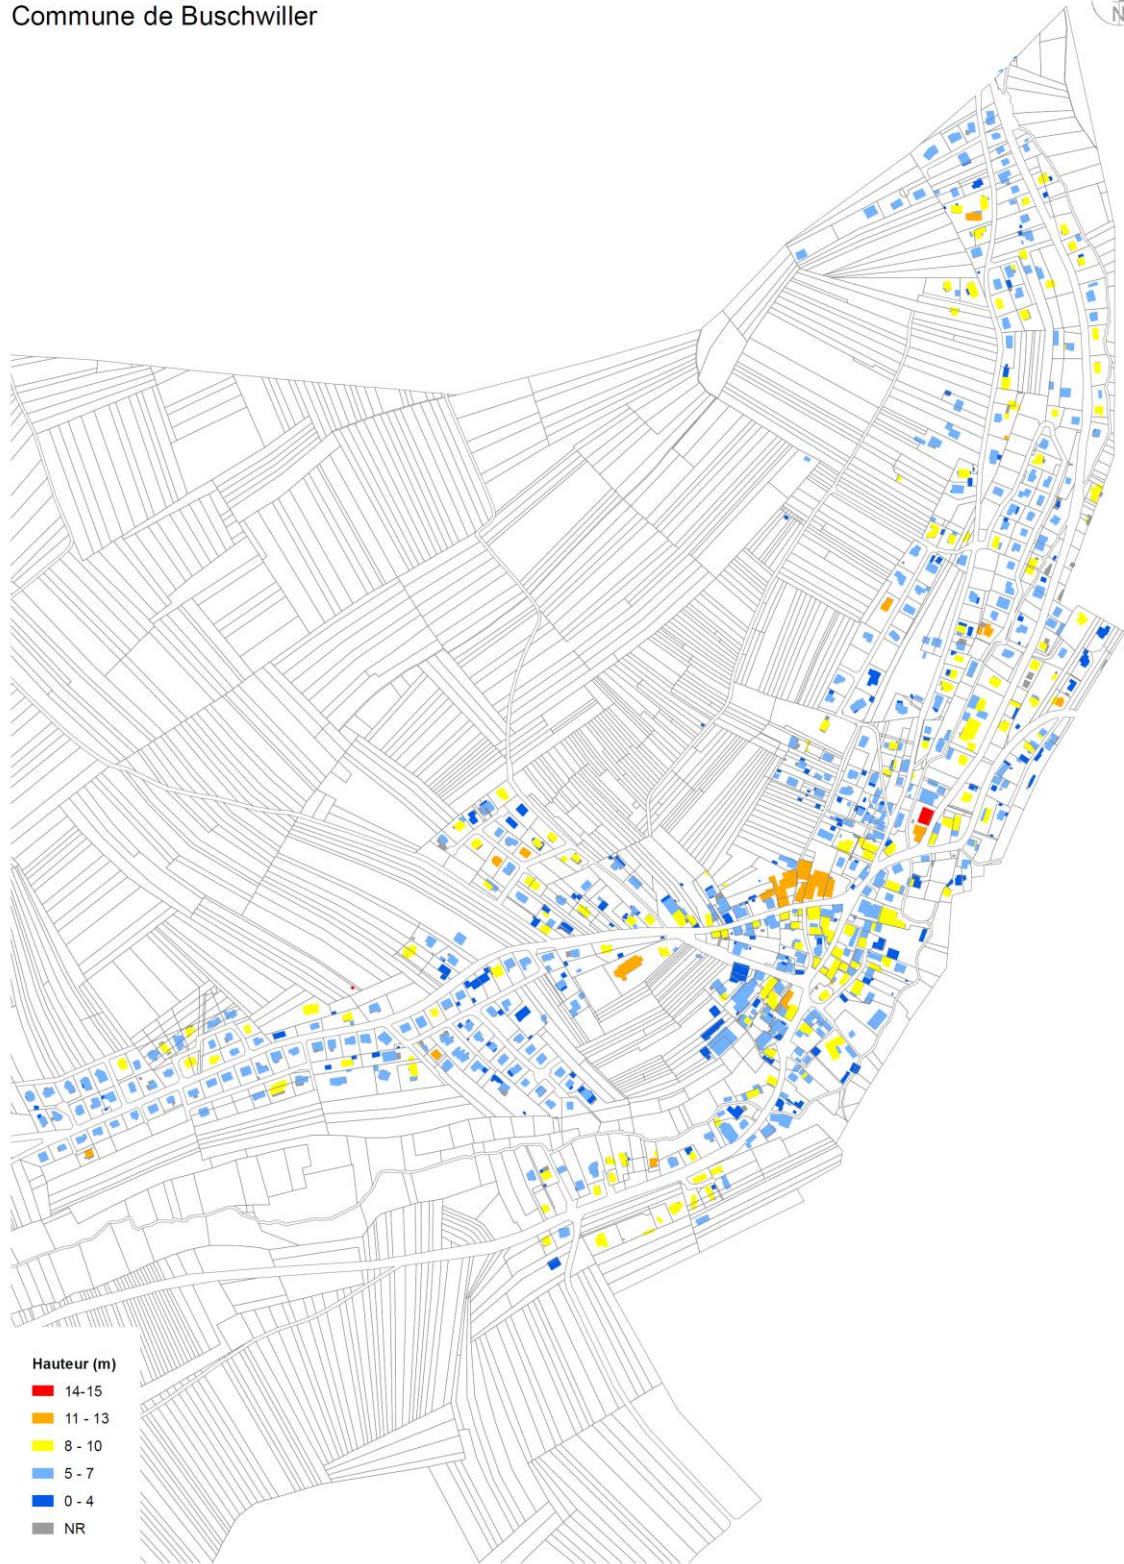 Commune de Buschwiller
N
Hauteur (m)
14-15
11 - 13
8 - 10
5 - 7
0 - 4
NR